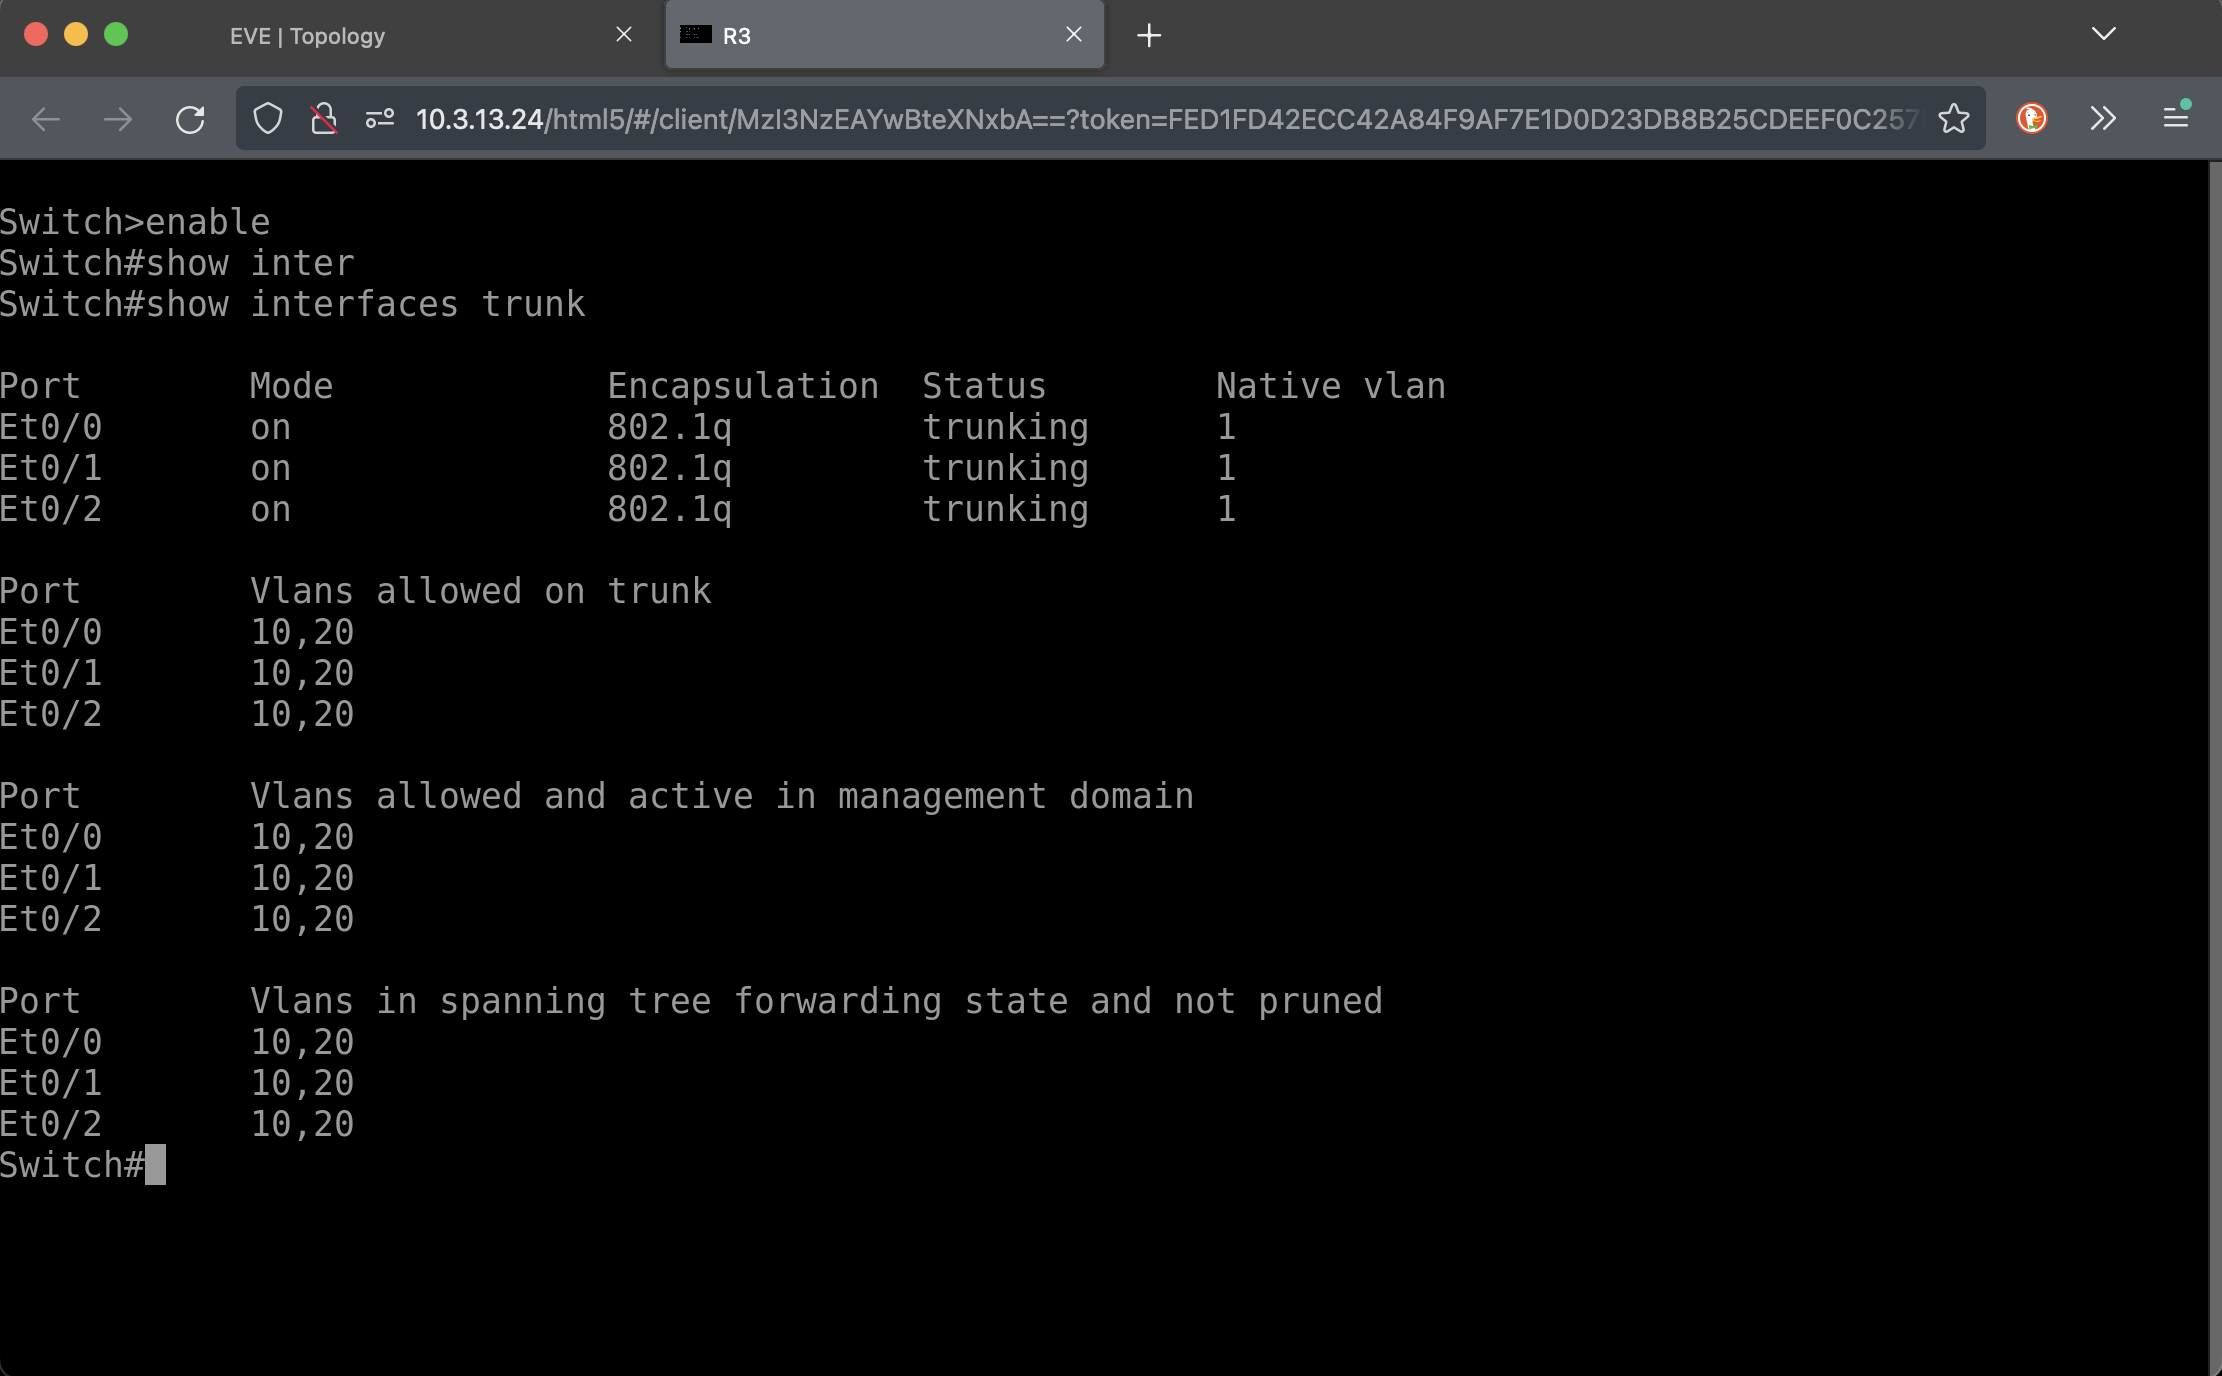 EVE | Topology
R3
10.3.13.24/html5/#/client/MzI3NzEAYwBteXNxbA==?token=FED1FD42ECC42A84F9AF7E1D0D23DB8B25CDEEF0C257
Switch>enable
Switch#show inter
Switch#show interfaces trunk
Port Mode Encapsulation Status Native vlan
Et0/0 on 802.1q trunking 1
Et0/1 on 802.1q trunking 1
Et0/2 on 802.1q trunking 1
Port Vlans allowed on trunk
Et0/0 10,20
Et0/1 10,20
Et0/2 10,20
Port Vlans allowed and active in management domain
Et0/0 10,20
Et0/1 10,20
Et0/2 10,20
Port Vlans in spanning tree forwarding state and not pruned
Et0/0 10,20
Et0/1 10,20
Et0/2 10,20
Switch#